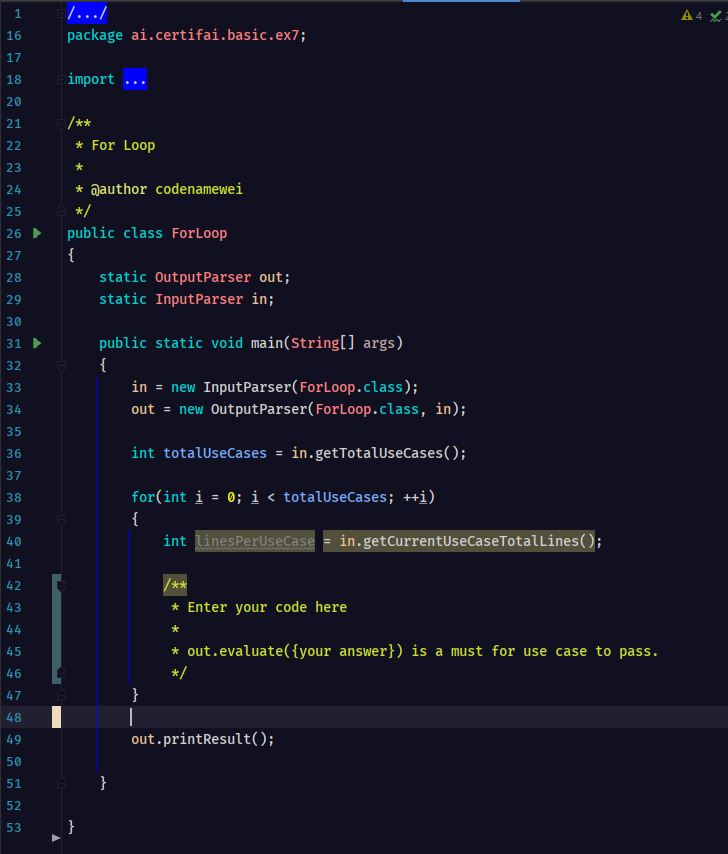 1 /.../
16 package ai.certifai.basic.ex7;
17
18 import ...
20
21 /**
22  * For Loop
23  *
24  * @author codenamewei
25  */
26 public class ForLoop
27 {
28     static OutputParser out;
29     static InputParser in;
30
31     public static void main(String[] args)
32     {
33         in = new InputParser(ForLoop.class);
34         out = new OutputParser(ForLoop.class, in);
35
36         int totalUseCases = in.getTotalUseCases();
37
38         for(int i = 0; i < totalUseCases; ++i)
39         {
40             int linesPerUseCase = in.getCurrentUseCaseTotalLines();
41
42             /**
43              * Enter your code here
44              *
45              * out.evaluate({your answer}) is a must for use case to pass.
46              */
47         }
48
49         out.printResult();
50
51     }
52
53 }
4